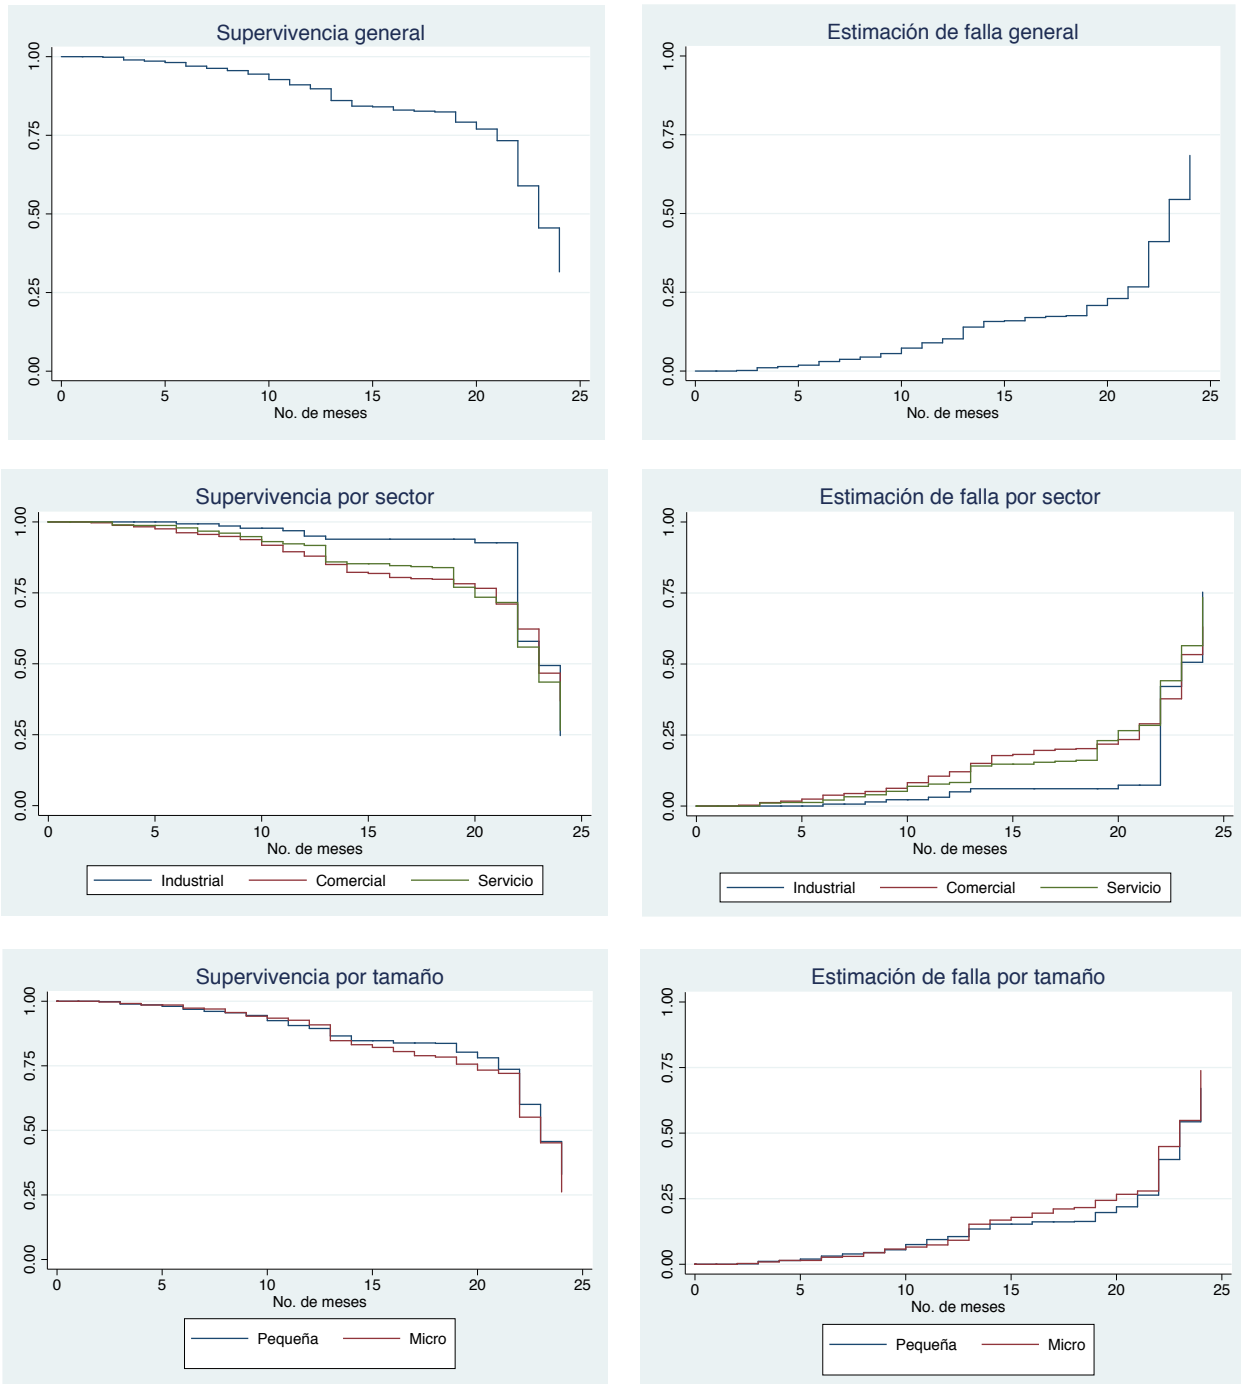 Supervivencia general
1.00
0.75
0.50
0.25
0.00
0 5 10 15 20 25
No. de meses
Estimación de falla general
1.00
0.75
0.50
0.25
0.00
0 5 10 15 20 25
No. de meses
Supervivencia por sector
1.00
0.75
0.50
0.25
0.00
0 5 10 15 20 25
No. de meses
Industrial Comercial Servicio
Estimación de falla por sector
1.00
0.75
0.50
0.25
0.00
0 5 10 15 20 25
No. de meses
Industrial Comercial Servicio
Supervivencia por tamaño
1.00
0.75
0.50
0.25
0.00
0 5 10 15 20 25
No. de meses
Pequeña Micro
Estimación de falla por tamaño
1.00
0.75
0.50
0.25
0.00
0 5 10 15 20 25
No. de meses
Pequeña Micro